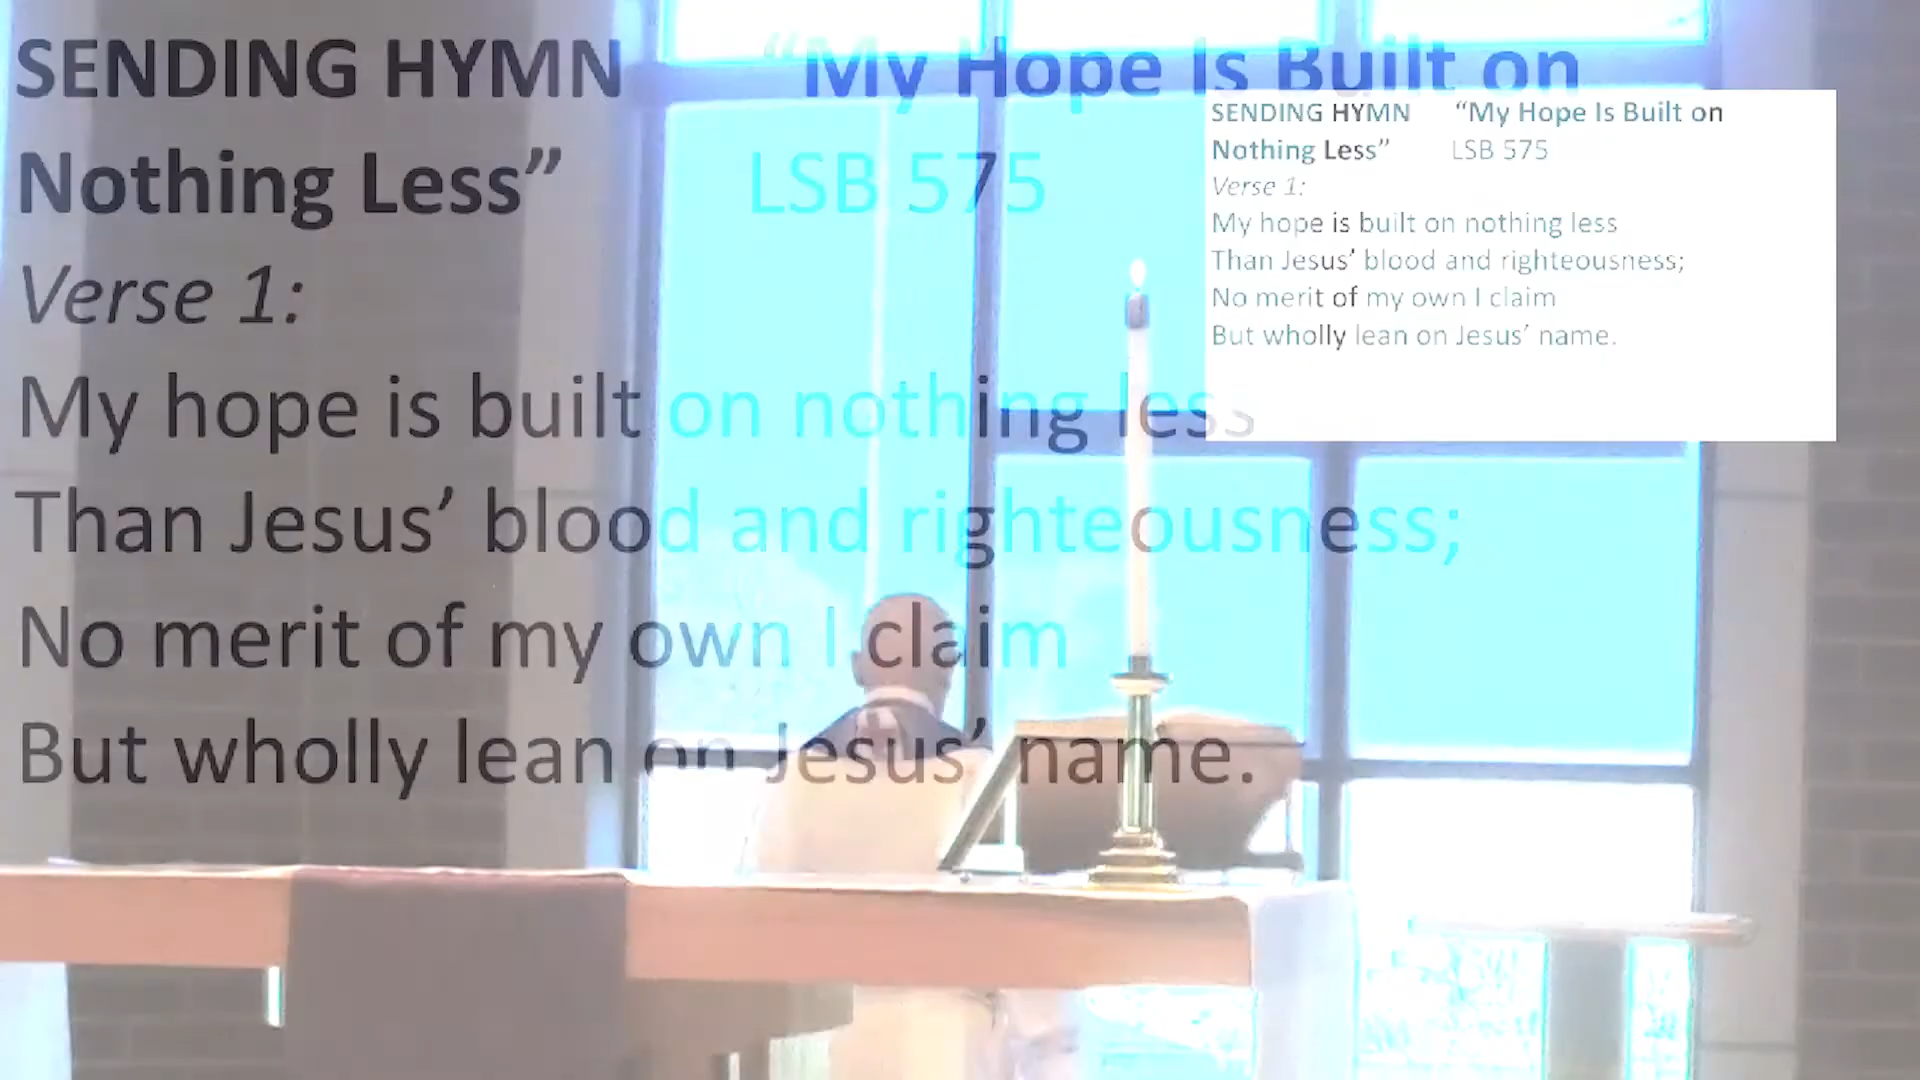 SENDING HYMN “My Hope Is Built on
Nothing Less” LSB 575
Verse 1:
My hope is built on nothing less
Than Jesus’ blood and righteousness;
No merit of my own I claim
But wholly lean on Jesus’ name.
SENDING HYMN “My Hope Is Built on
Nothing Less” LSB 575
Verse 1:
My hope is built on nothing less
Than Jesus’ blood and righteousness;
No merit of my own I claim
But wholly lean on Jesus’ name.